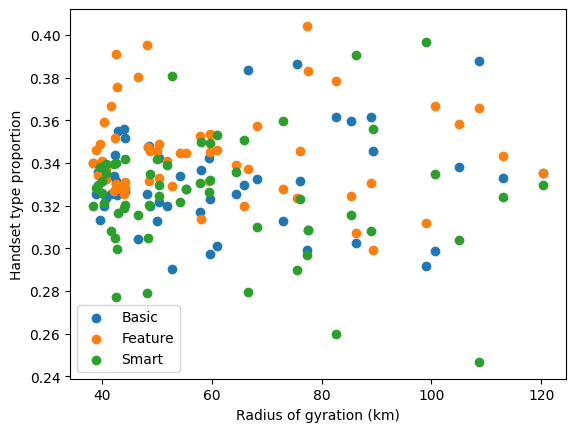 0.40
0.38
0.36
0.34
0.32
0.30
0.28
0.26
0.24
Handset type proportion
Basic
Feature
Smart
40 60 80 100 120
Radius of gyration (km)